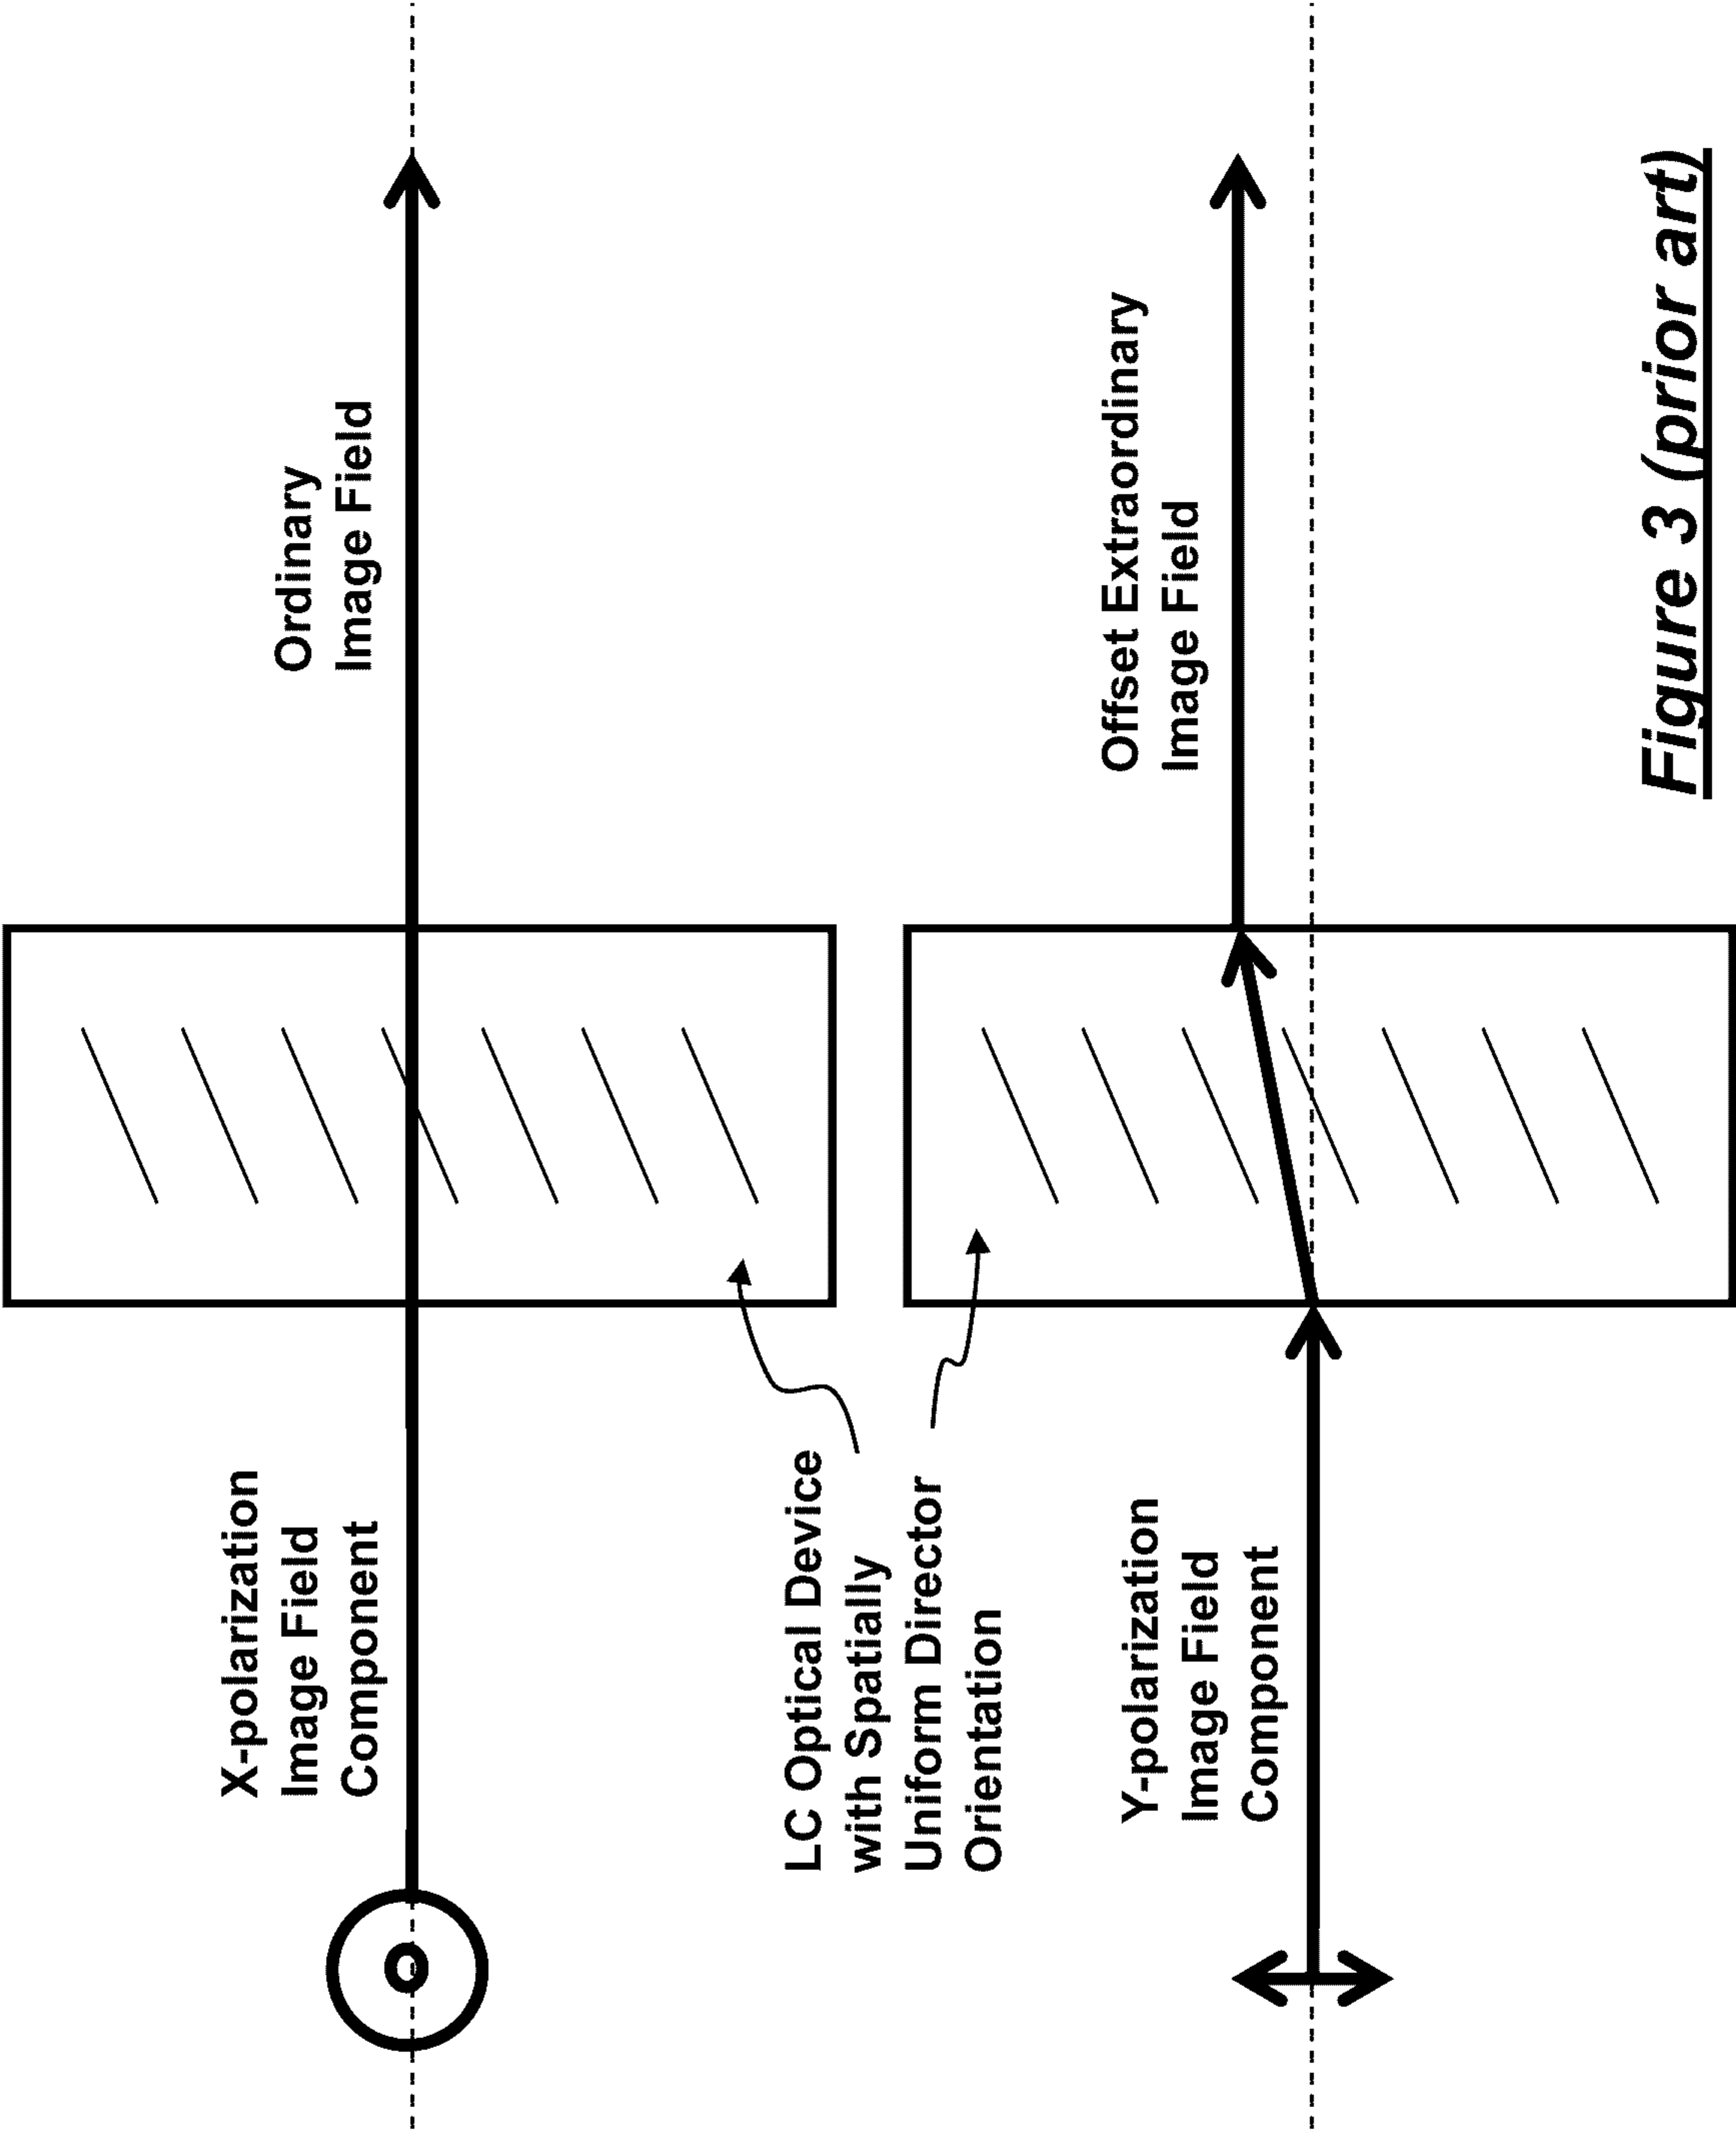 X-polarization
Image Field
Component
Ordinary
Image Field
LC Optical Device
with Spatially
Uniform Director
Orientation
Y-polarization
Image Field
Component
Offset Extraordinary
Image Field
Figure 3 (prior art)